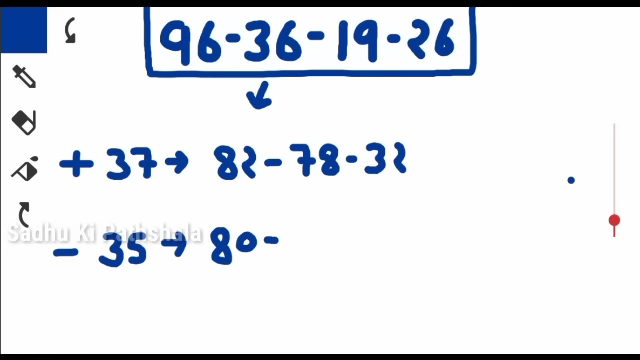 96-36-19-26
+ 37 → 82-78-32
Sadhu Ki Pathshala
- 35 → 80-